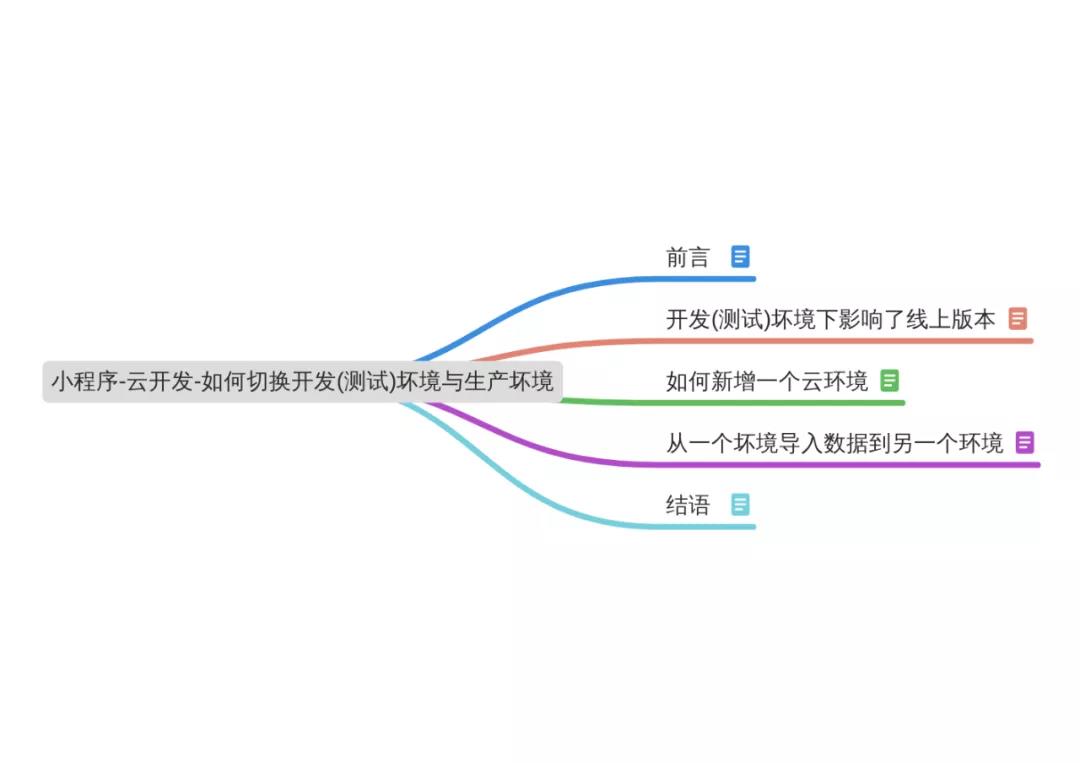 前言
开发(测试)坏境下影响了线上版本
小程序-云开发-如何切换开发(测试)坏境与生产坏境
如何新增一个云环境
从一个坏境导入数据到另一个环境
结语